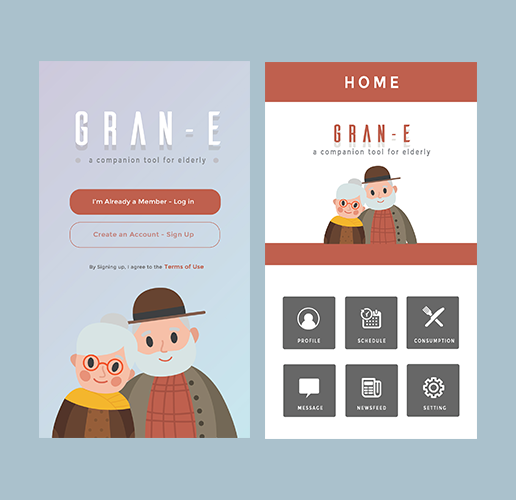 GRAN-E
a companion tool for elderly
I'm Already a Member - Log in
Create an Account - Sign Up
By Signing up, I agree to the Terms of Use
HOME
GRAN-E
a companion tool for elderly
PROFILE
SCHEDULE
CONSUMPTION
MESSAGE
NEWSFEED
SETTING